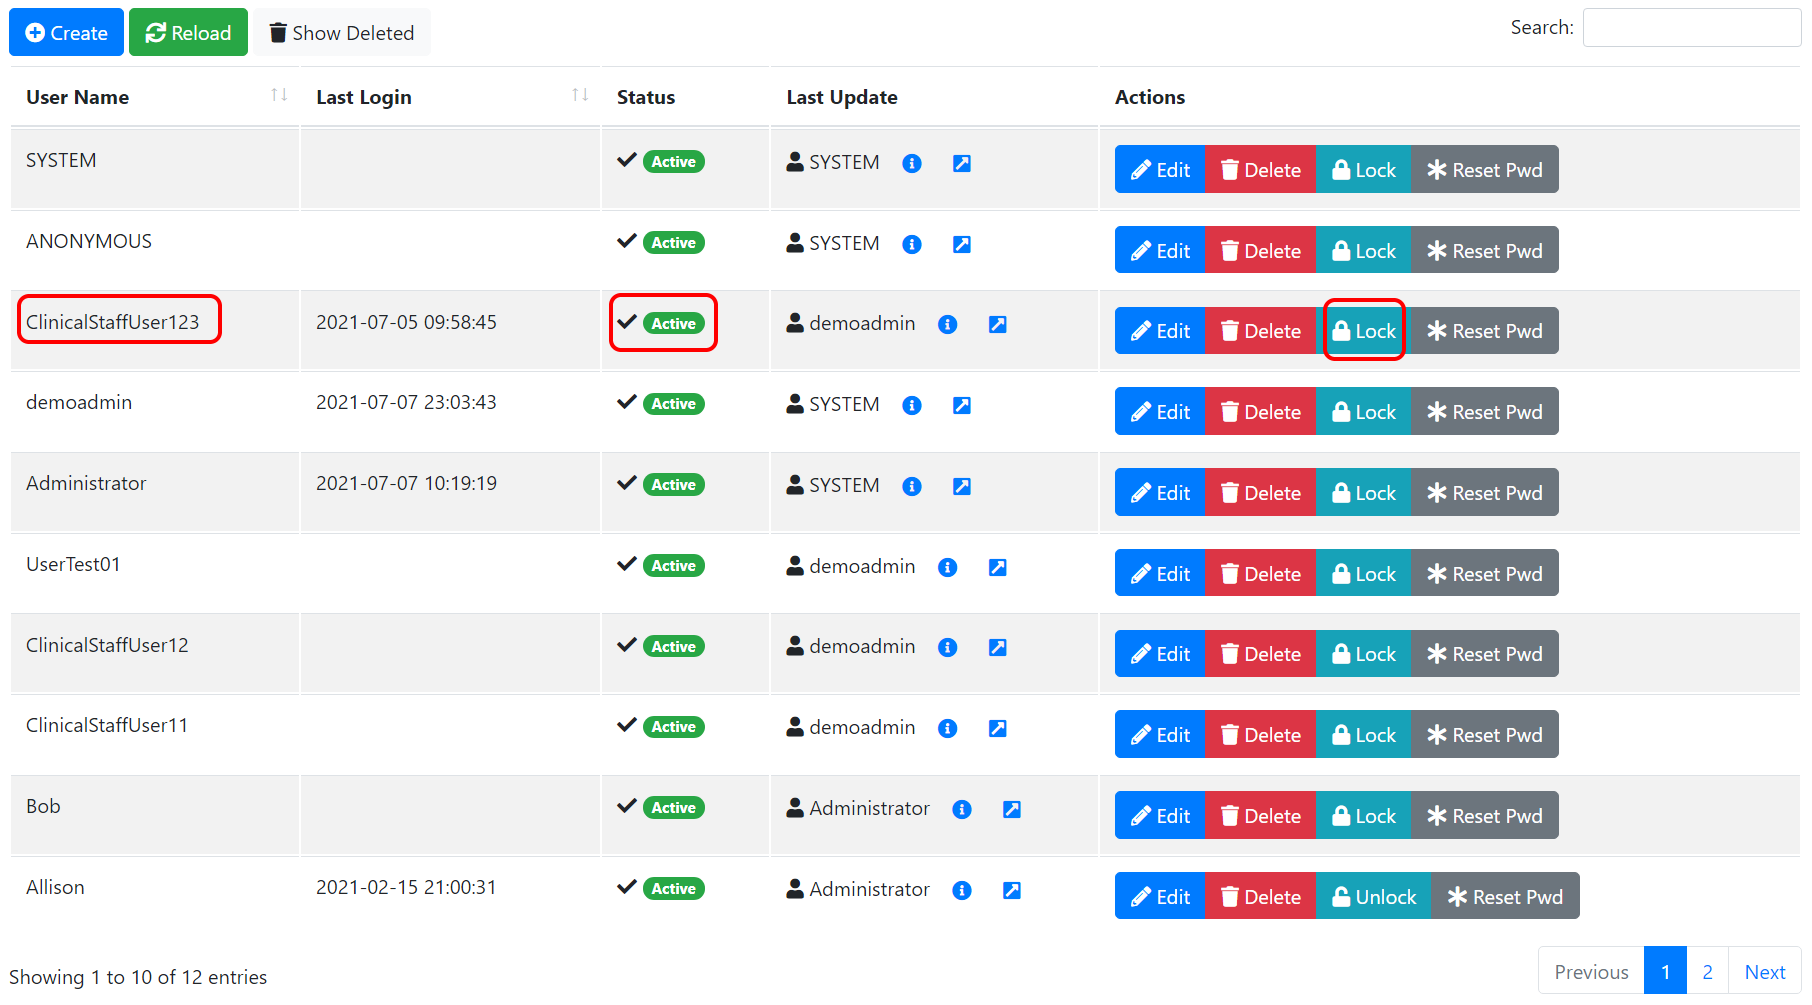 Create Reload Show Deleted Search:
User Name Last Login Status Last Update Actions
SYSTEM Active SYSTEM Edit Delete Lock Reset Pwd
ANONYMOUS Active SYSTEM Edit Delete Lock Reset Pwd
ClinicalStaffUser123 2021-07-05 09:58:45 Active demoadmin Edit Delete Lock Reset Pwd
demoadmin 2021-07-07 23:03:43 Active SYSTEM Edit Delete Lock Reset Pwd
Administrator 2021-07-07 10:19:19 Active SYSTEM Edit Delete Lock Reset Pwd
UserTest01 Active demoadmin Edit Delete Lock Reset Pwd
ClinicalStaffUser12 Active demoadmin Edit Delete Lock Reset Pwd
ClinicalStaffUser11 Active demoadmin Edit Delete Lock Reset Pwd
Bob Active Administrator Edit Delete Lock Reset Pwd
Allison 2021-02-15 21:00:31 Active Administrator Edit Delete Unlock Reset Pwd
Showing 1 to 10 of 12 entries Previous 1 2 Next